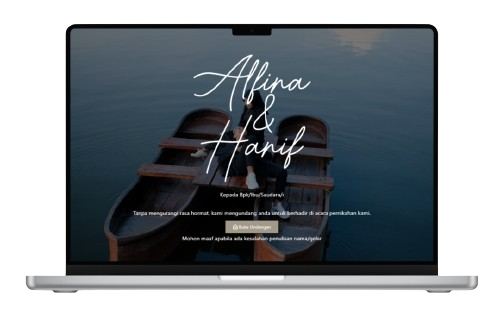 Alfina
&
Hanif
Kepada Bpk/Ibu/Saudara/i
Tanpa mengurangi rasa hormat, kami mengundang anda untuk berhadir di acara pernikahan kami.
Buka Undangan
Mohon maaf apabila ada kesalahan penulisan nama/gelar